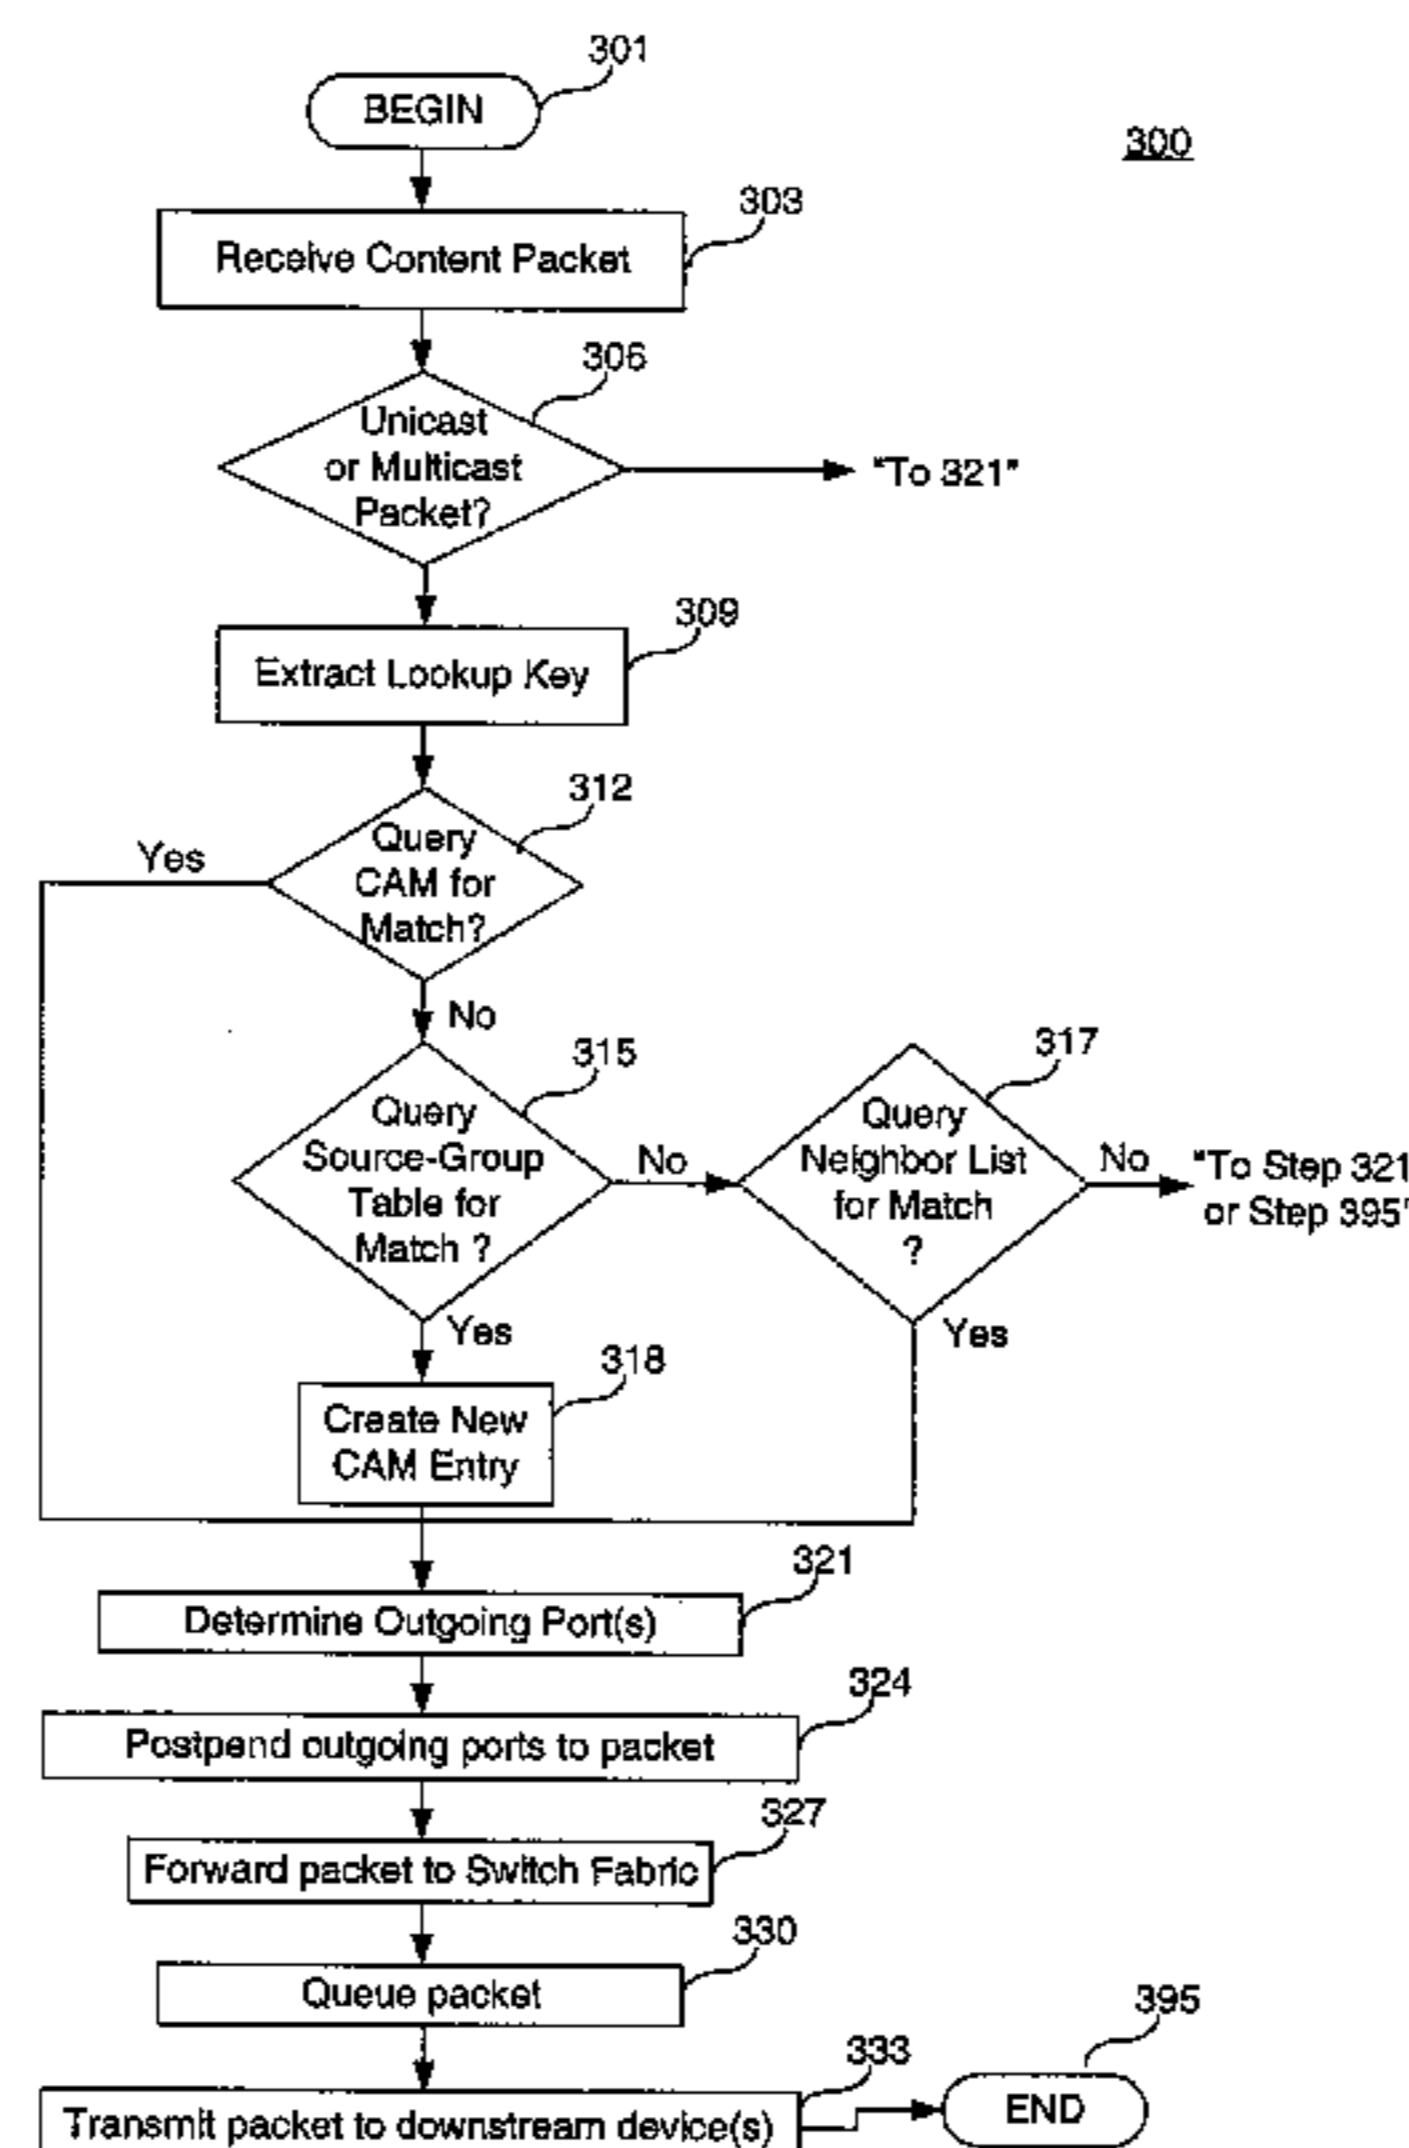 301
BEGIN
300
303
Receive Content Packet
306
Unicast
or Multicast
Packet?
"To 321"
309
Extract Lookup Key
312
Yes
Query
CAM for
Match?
No
315
317
Query
Source-Group
Table for
Match ?
No
Query
Neighbor List
for Match
?
No
"To Step 321
or Step 395"
Yes
Yes
318
Create New
CAM Entry
321
Determine Outgoing Port(s)
324
Postpend outgoing ports to packet
327
Forward packet to Switch Fabric
330
Queue packet
395
333
Transmit packet to downstream device(s)
END